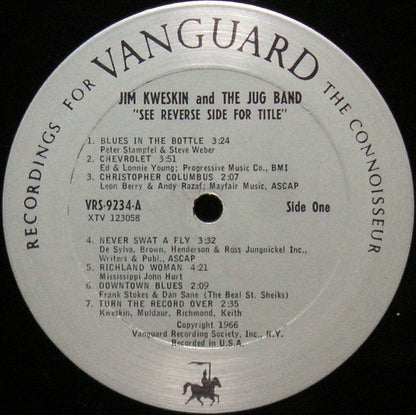 RECORDINGS FOR VANGUARD THE CONNOISSEUR
JIM KWESKIN and THE JUG BAND
"SEE REVERSE SIDE FOR TITLE"
1. BLUES IN THE BOTTLE 3:24
Peter Stampfel & Steve Weber
2. CHEVROLET 3:51
Ed & Lonnie Young; Progressive Music Co., BMI
3. CHRISTOPHER COLUMBUS 2:07
Leon Berry & Andy Razaf; Mayfair Music, ASCAP
VRS-9234-A Side One
XTV 123058
4. NEVER SWAT A FLY 3:32
De Sylva, Brown, Henderson & Ross Jungnickel Inc.,
Writers & Publ., ASCAP
5. RICHLAND WOMAN 4:21
Mississippi John Hurt
6. DOWNTOWN BLUES 2:09
Frank Stokes & Dan Sane (The Beal St. Sheiks)
7. TURN THE RECORD OVER 2:35
Kweskin, Muldaur, Richmond, Keith
Copyright 1966
Vanguard Recording Society, Inc., N.Y.
Recorded in U.S.A.